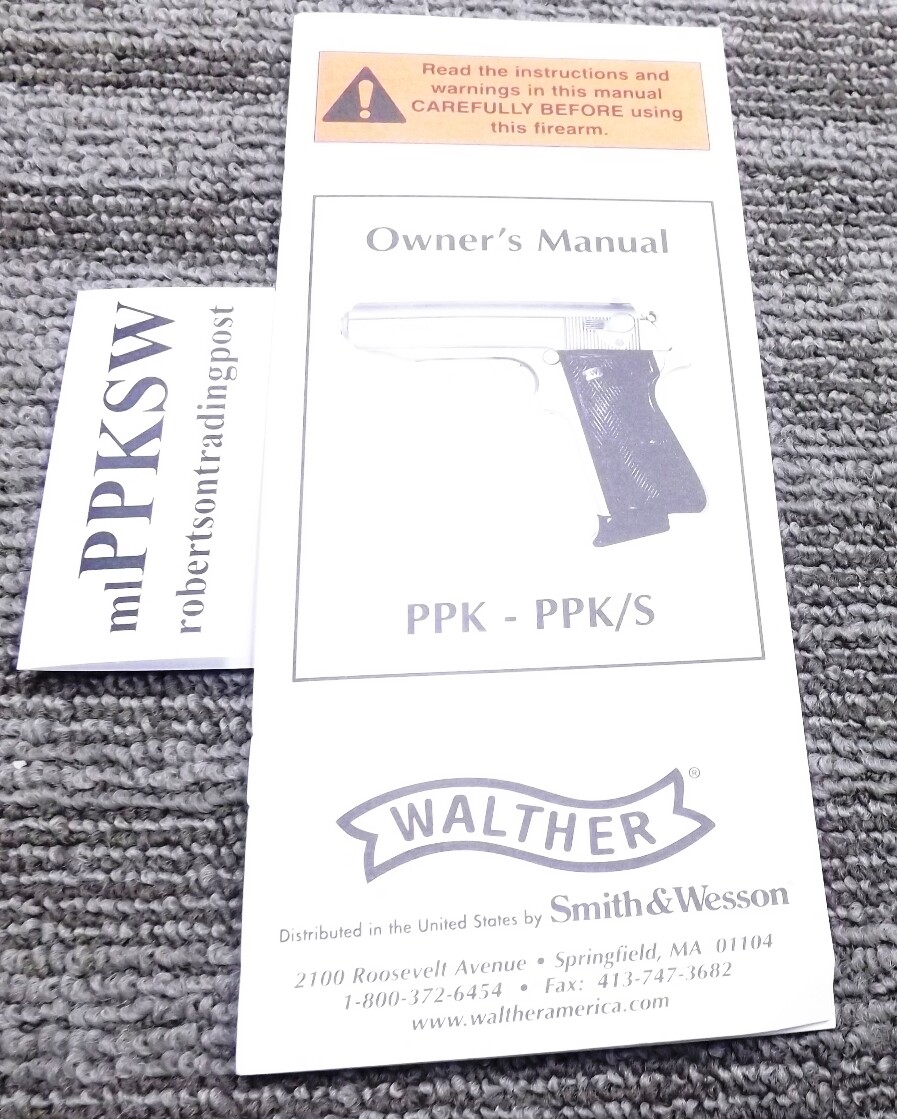 Read the instructions and
warnings in this manual
CAREFULLY BEFORE using
this firearm.
Owner's Manual
PPK - PPK/S
WALTHER®
Distributed in the United States by Smith & Wesson
2100 Roosevelt Avenue • Springfield, MA 01104
1-800-372-6454 • Fax: 413-747-3682
www.waltheramerica.com
mlPPKSW
robertsontradingpost